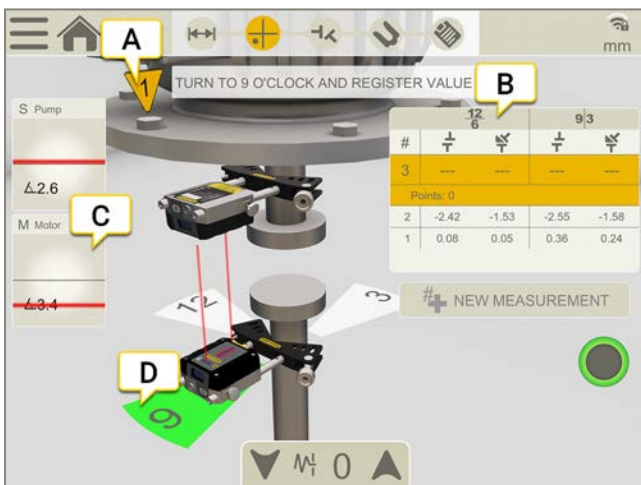 A
mm
1
TURN TO 9 O'CLOCK AND REGISTER VALUE
B
S Pump
∡2.6
12
6
9 3
#
3 --- --- --- ---
Points: 0
2 -2.42 -1.53 -2.55 -1.58
1 0.08 0.05 0.36 0.24
C
M Motor
∡3.4
NEW MEASUREMENT
12
3
D
9
0